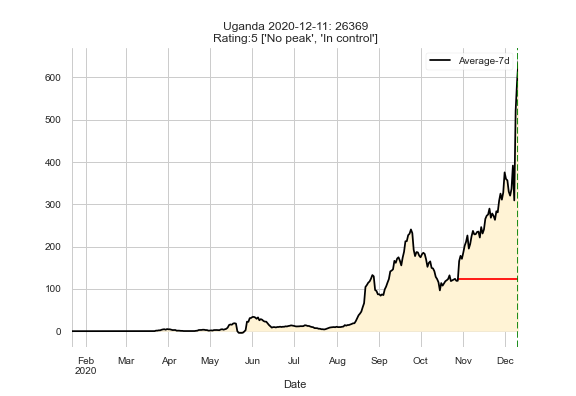 Uganda 2020-12-11: 26369
Rating:5 ['No peak', 'In control']
Average-7d
600
500
400
300
200
100
0
Feb Mar Apr May Jun Jul Aug Sep Oct Nov Dec
2020
Date